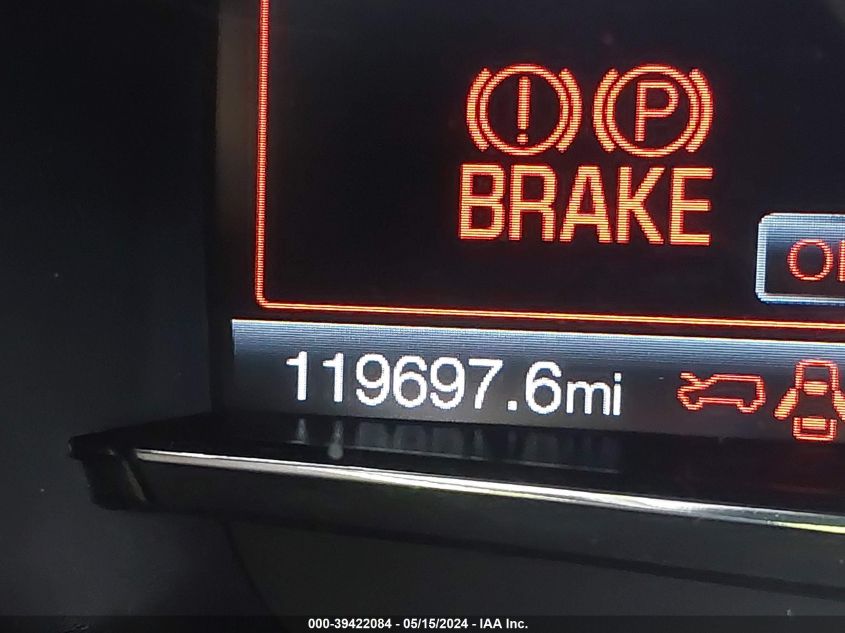 P
BRAKE
119697.6mi
000-39422084 - 05/15/2024 - IAA Inc.